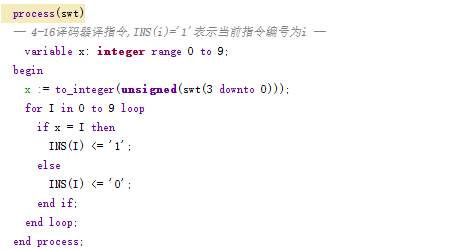 process(swt)
-- 4-16译码器译指令,INS(i)='1'表示当前指令编号为i --
variable x: integer range 0 to 9;
begin
x := to_integer(unsigned(swt(3 downto 0)));
for I in 0 to 9 loop
if x = I then
INS(I) <= '1';
else
INS(I) <= '0';
end if;
end loop;
end process;